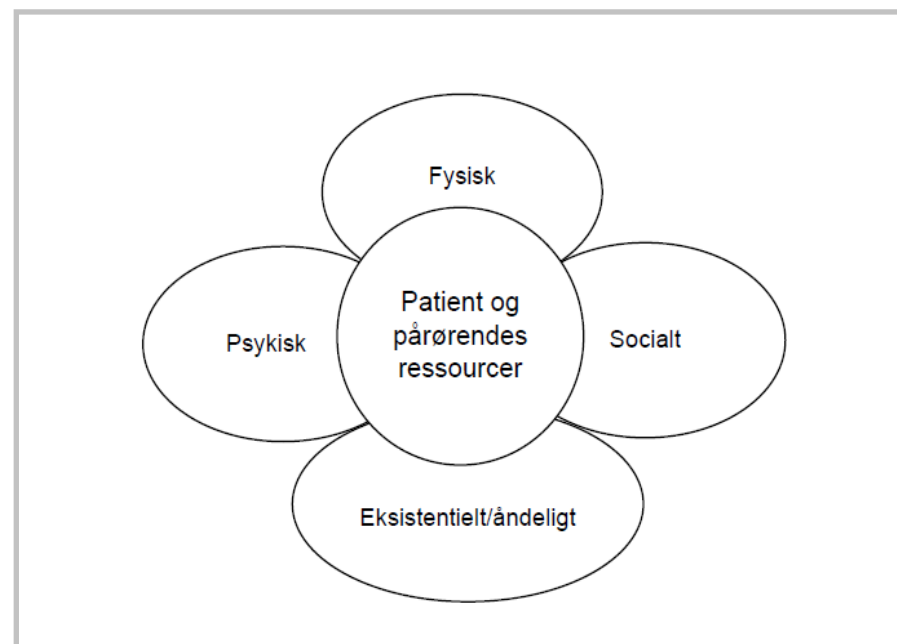 Fysisk
Psykisk
Patient og
pårørendes
ressourcer
Socialt
Eksistentielt/åndeligt